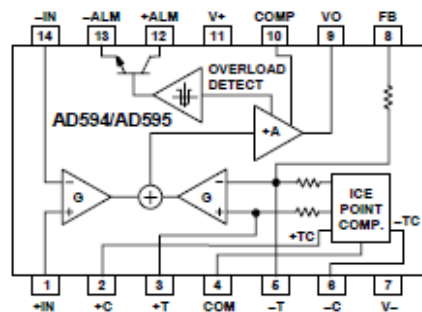 –IN –ALM +ALM V+ COMP VO FB
14 13 12 11 10 9 8
OVERLOAD
DETECT
AD594/AD595
+A
– G +
– G +
+
ICE
POINT
COMP.
+TC
–TC
1 2 3 4 5 6 7
+IN +C +T COM –T –C V–